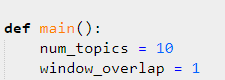 def main():
    num_topics = 10
    window_overlap = 1